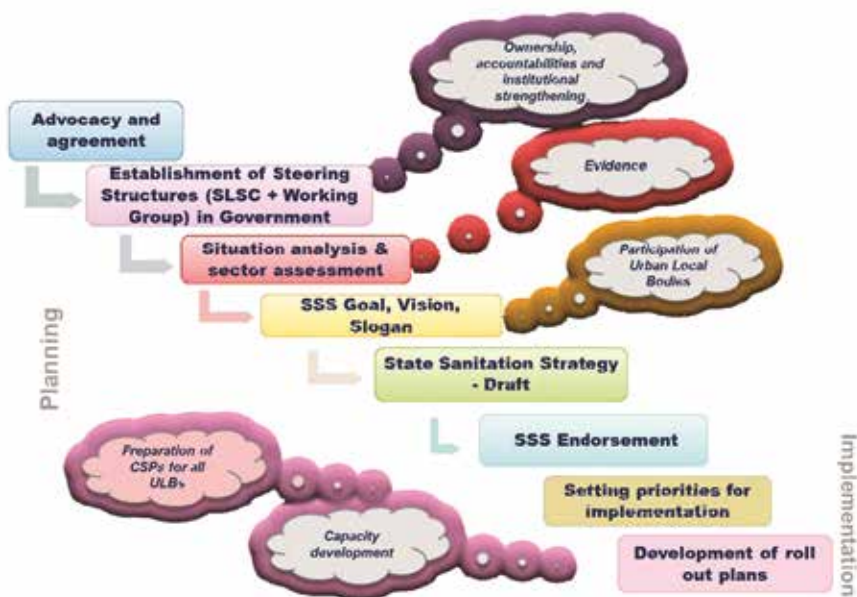 Ownership,
accountabilities and
institutional
strengthening
Advocacy and
agreement
Evidence
Establishment of Steering
Structures (SLSC + Working
Group) in Government
Participation of
Urban Local
Bodies
Situation analysis &
sector assessment
SSS Goal, Vision,
Slogan
Planning
State Sanitation Strategy
- Draft
SSS Endorsement
Preparation of
CSPs for all
ULBs
Setting priorities for
implementation
Implementation
Capacity
development
Development of roll
out plans